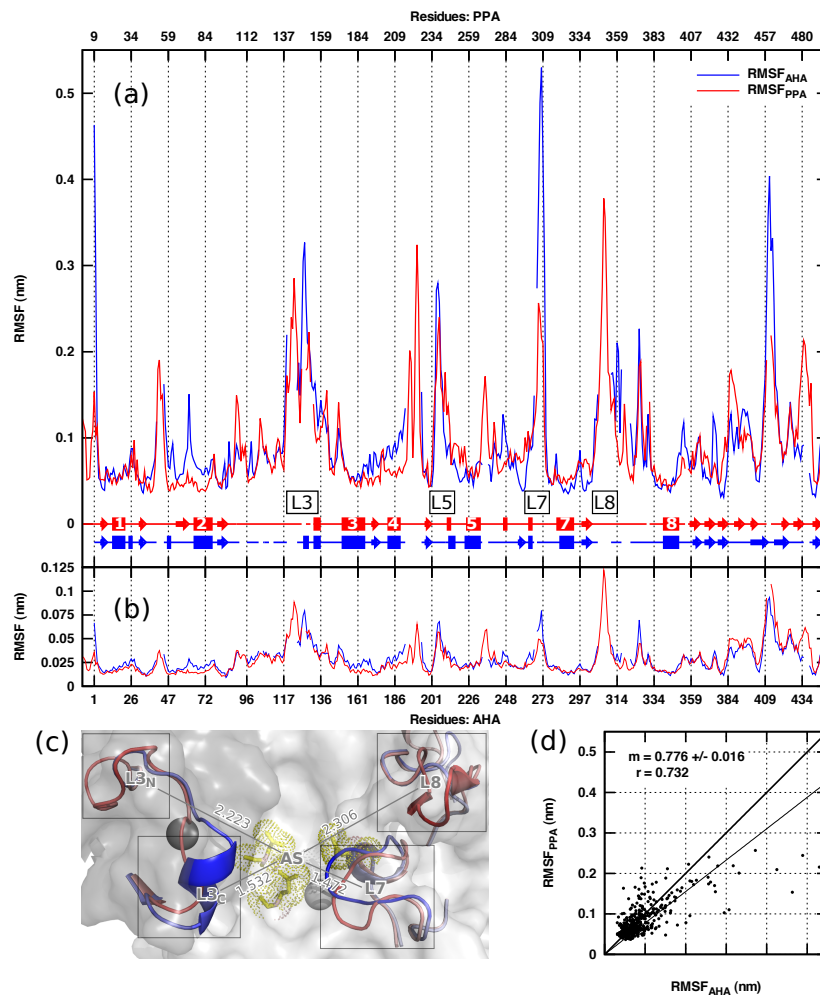 Residues: PPA
9 34 59 84 112 137 159 184 209 234 259 284 309 334 359 383 407 432 457 480
(a)
RMSF_AHA
RMSF_PPA
0.5
0.4
0.3
0.2
0.1
0
RMSF (nm)
L3 L5 L7 L8
1 2 3 4 5 7 8
0.125
0.1
0.075
0.05
0.025
0
RMSF (nm)
(b)
1 26 47 72 96 117 136 161 186 201 226 248 273 297 314 334 359 384 409 434
Residues: AHA
(c)
L3_N
L8
2.223
2.306
AS
1.532
1.472
L3_C
L7
(d)
m = 0.776 +/- 0.016
r = 0.732
0.5
0.4
0.3
0.2
0.1
0
RMSF_PPA (nm)
RMSF_AHA (nm)